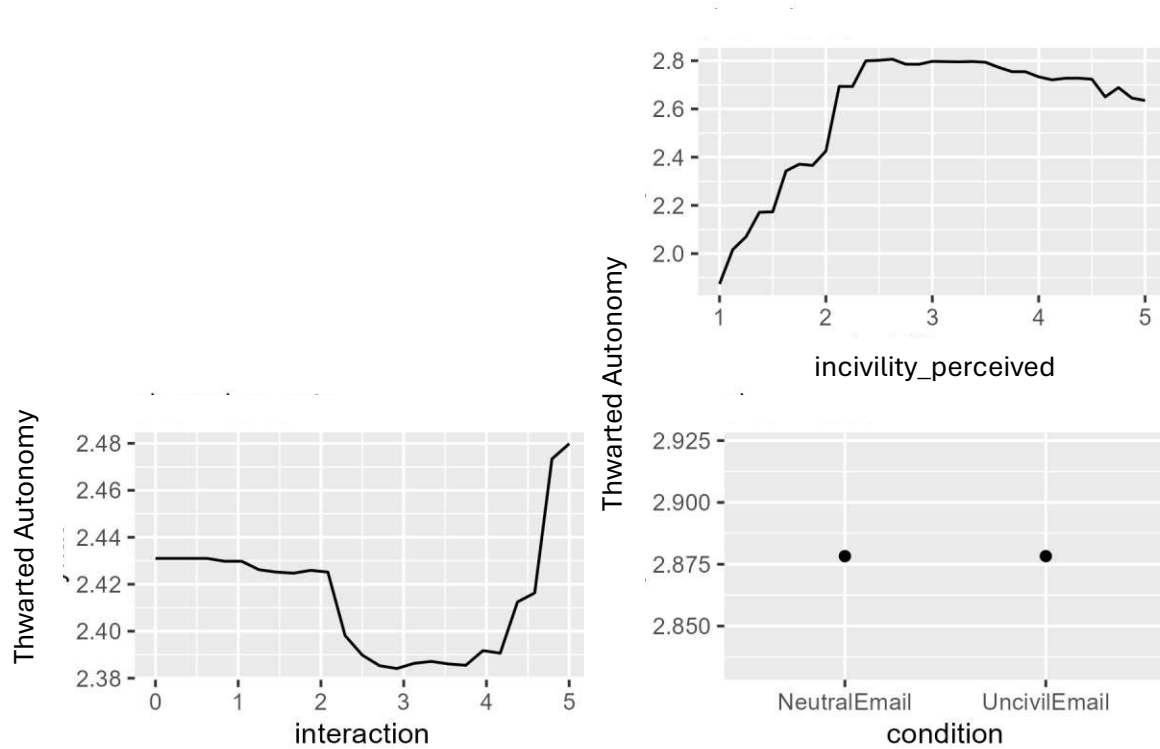 2.8
2.6
2.4
2.2
2.0
1 2 3 4 5
incivility_perceived
Thwarted Autonomy
Thwarted Autonomy
2.48
2.46
2.44
2.42
2.40
2.38
0 1 2 3 4 5
interaction
2.925
2.900
2.875
2.850
NeutralEmail UncivilEmail
condition